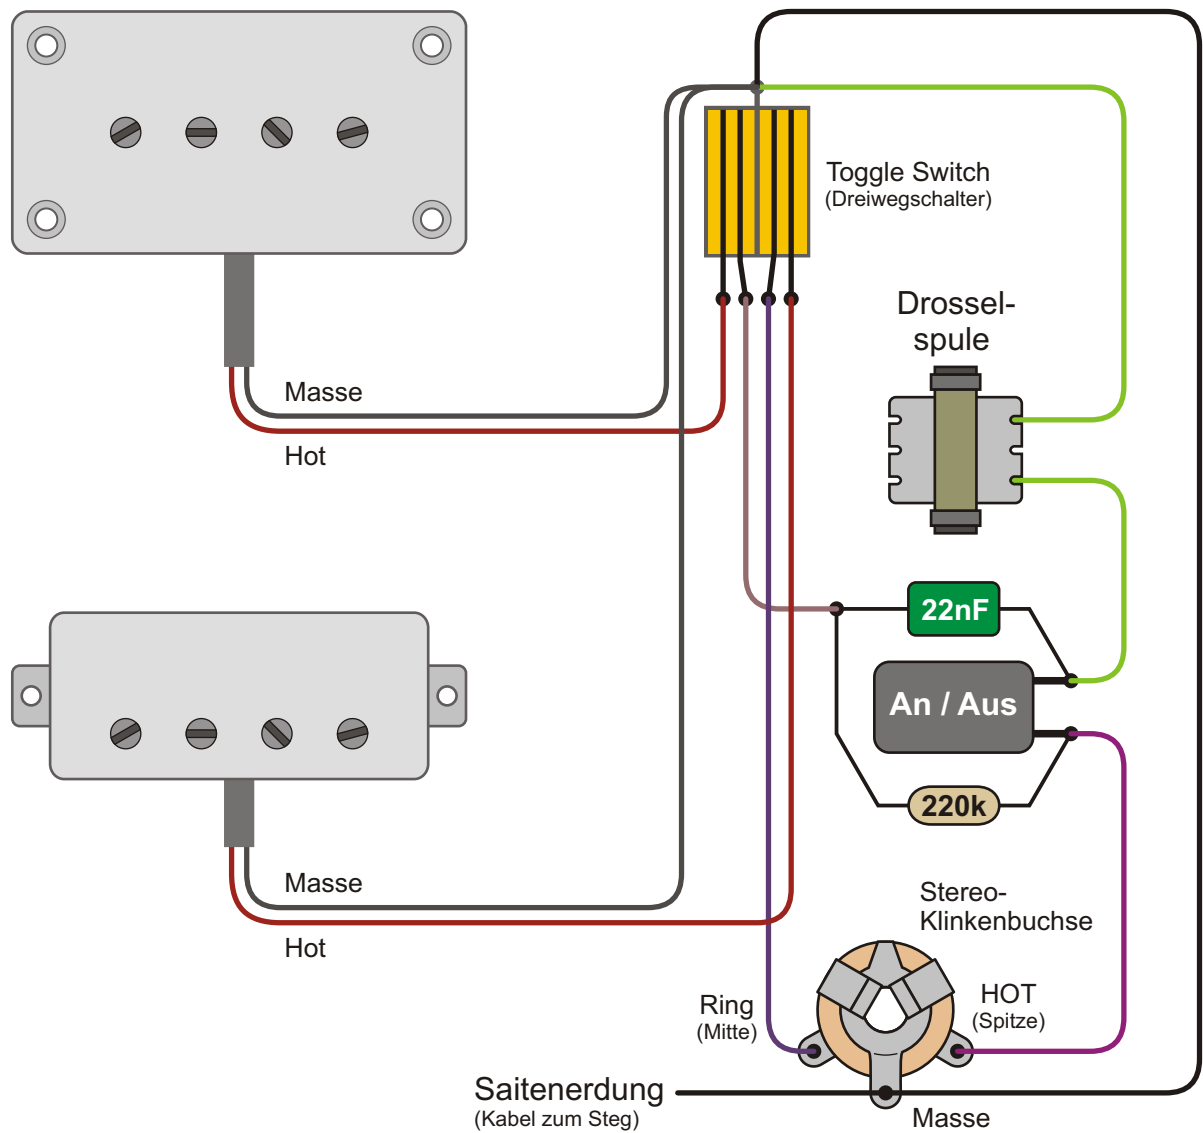 Toggle Switch
(Dreiwegschalter)
Drossel-
spule
Masse
Hot
22nF
An / Aus
220k
Masse
Hot
Stereo-
Klinkenbuchse
Ring
(Mitte)
HOT
(Spitze)
Saitenerdung
(Kabel zum Steg)
Masse